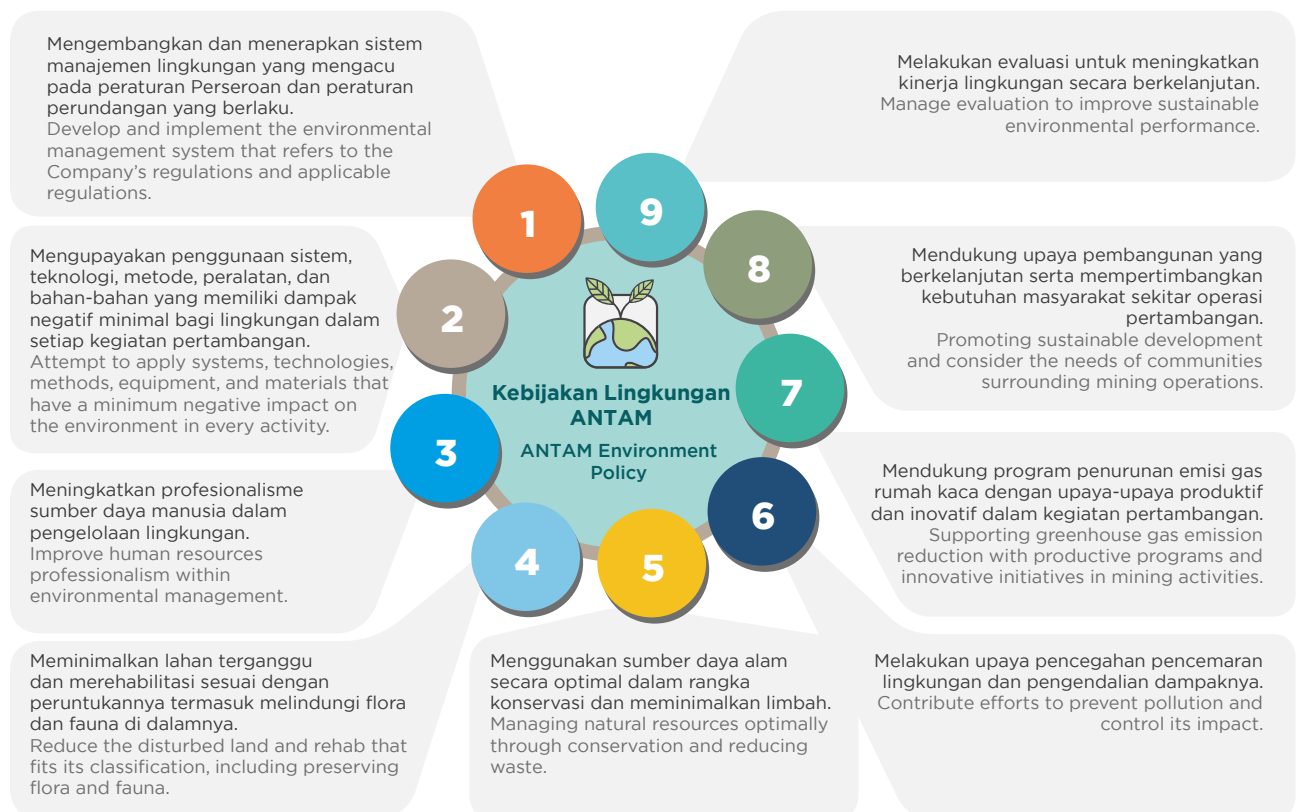 Mengembangkan dan menerapkan sistem
manajemen lingkungan yang mengacu
pada peraturan Perseroan dan peraturan
perundangan yang berlaku.
Develop and implement the environmental
management system that refers to the
Company's regulations and applicable
regulations.
1
Mengupayakan penggunaan sistem,
teknologi, metode, peralatan, dan
bahan-bahan yang memiliki dampak
negatif minimal bagi lingkungan dalam
setiap kegiatan pertambangan.
Attempt to apply systems, technologies,
methods, equipment, and materials that
have a minimum negative impact on
the environment in every activity.
2
Meningkatkan profesionalisme
sumber daya manusia dalam
pengelolaan lingkungan.
Improve human resources
professionalism within
environmental management.
3
Meminimalkan lahan terganggu
dan merehabilitasi sesuai dengan
peruntukannya termasuk melindungi flora
dan fauna di dalamnya.
Reduce the disturbed land and rehab that
fits its classification, including preserving
flora and fauna.
4
Menggunakan sumber daya alam
secara optimal dalam rangka
konservasi dan meminimalkan limbah.
Managing natural resources optimally
through conservation and reducing
waste.
5
Melakukan upaya pencegahan pencemaran
lingkungan dan pengendalian dampaknya.
Contribute efforts to prevent pollution and
control its impact.
6
Mendukung program penurunan emisi gas
rumah kaca dengan upaya-upaya produktif
dan inovatif dalam kegiatan pertambangan.
Supporting greenhouse gas emission
reduction with productive programs and
innovative initiatives in mining activities.
7
Mendukung upaya pembangunan yang
berkelanjutan serta mempertimbangkan
kebutuhan masyarakat sekitar operasi
pertambangan.
Promoting sustainable development
and consider the needs of communities
surrounding mining operations.
8
Melakukan evaluasi untuk meningkatkan
kinerja lingkungan secara berkelanjutan.
Manage evaluation to improve sustainable
environmental performance.
9
Kebijakan Lingkungan
ANTAM
ANTAM Environment
Policy